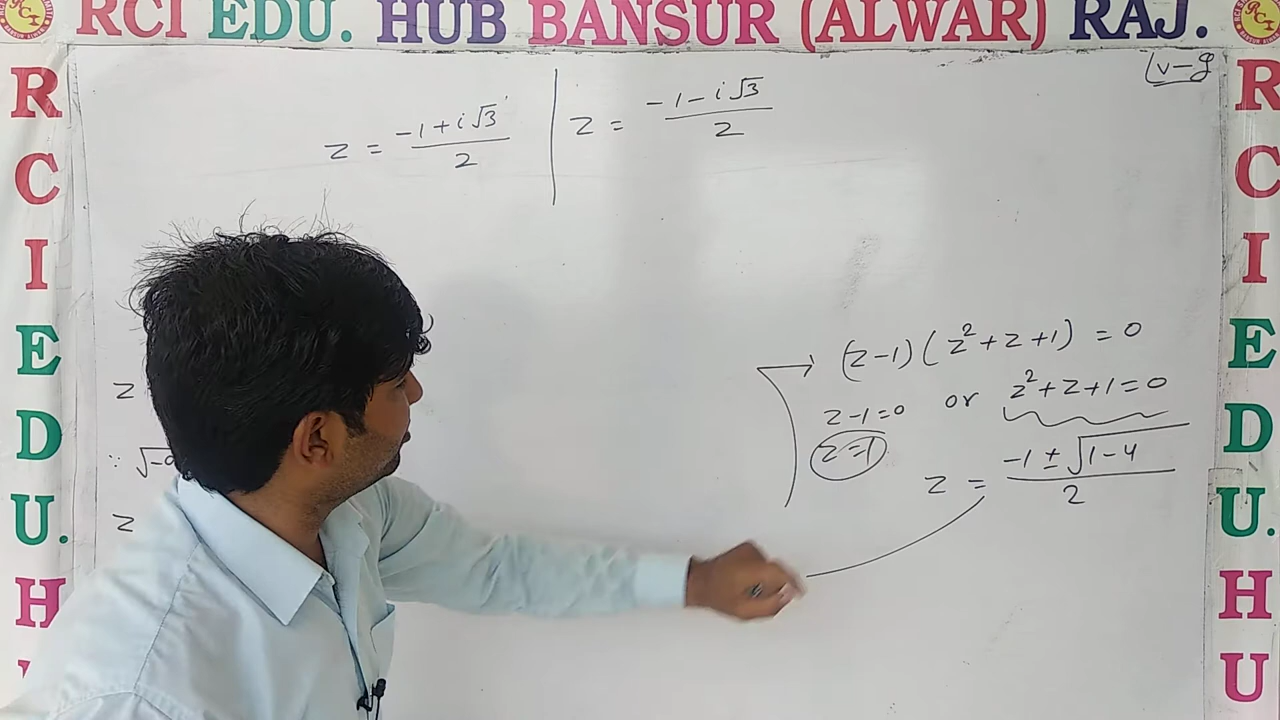 RCI EDU. HUB BANSUR (ALWAR) RAJ.
R
C
I
E
D
U.
H
Lv-9
z = (-1 + i√3)/2 | z = (-1 - i√3)/2
(z-1)(z²+z+1) = 0
z-1=0 or z²+z+1=0
z=1
z = (-1 ± √(1-4))/2
z
∵ √-a
z
R
C
I
E
D
U.
H
U